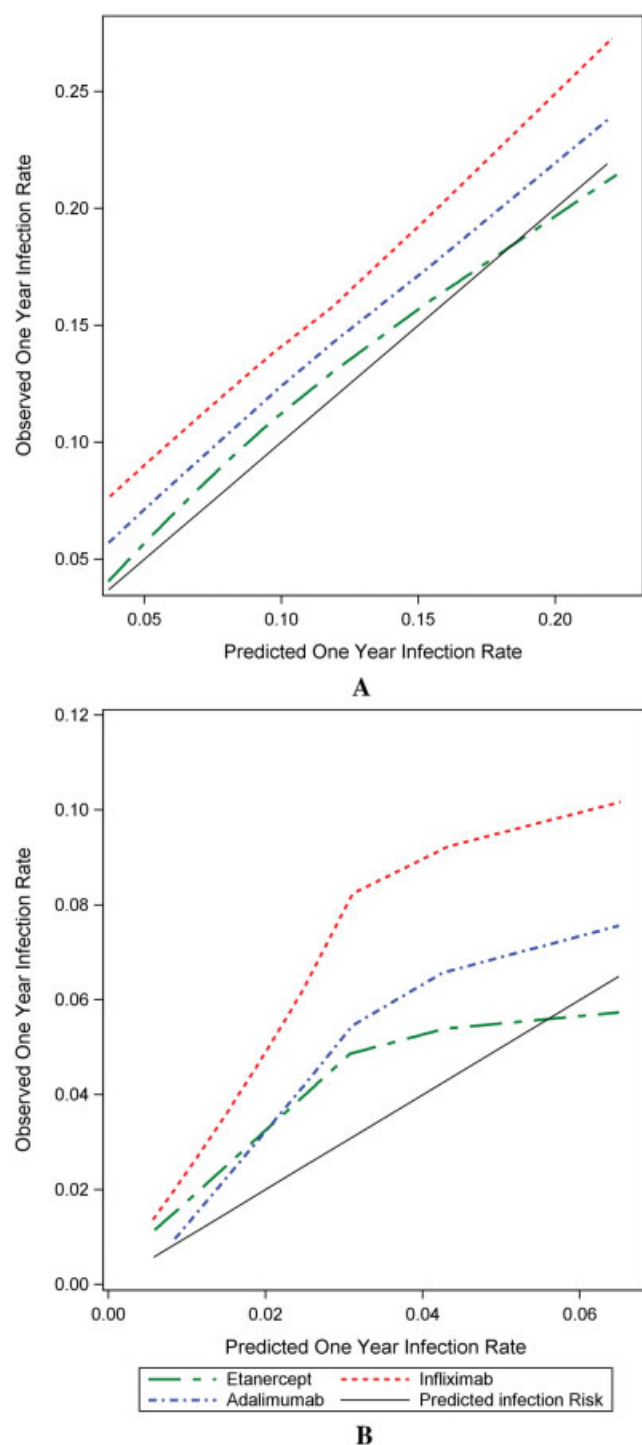 0.25
0.20
0.15
0.10
0.05
Observed One Year Infection Rate
0.05 0.10 0.15 0.20
Predicted One Year Infection Rate
A
0.12
0.10
0.08
0.06
0.04
0.02
0.00
Observed One Year Infection Rate
0.00 0.02 0.04 0.06
Predicted One Year Infection Rate
Etanercept Infliximab
Adalimumab Predicted infection Risk
B